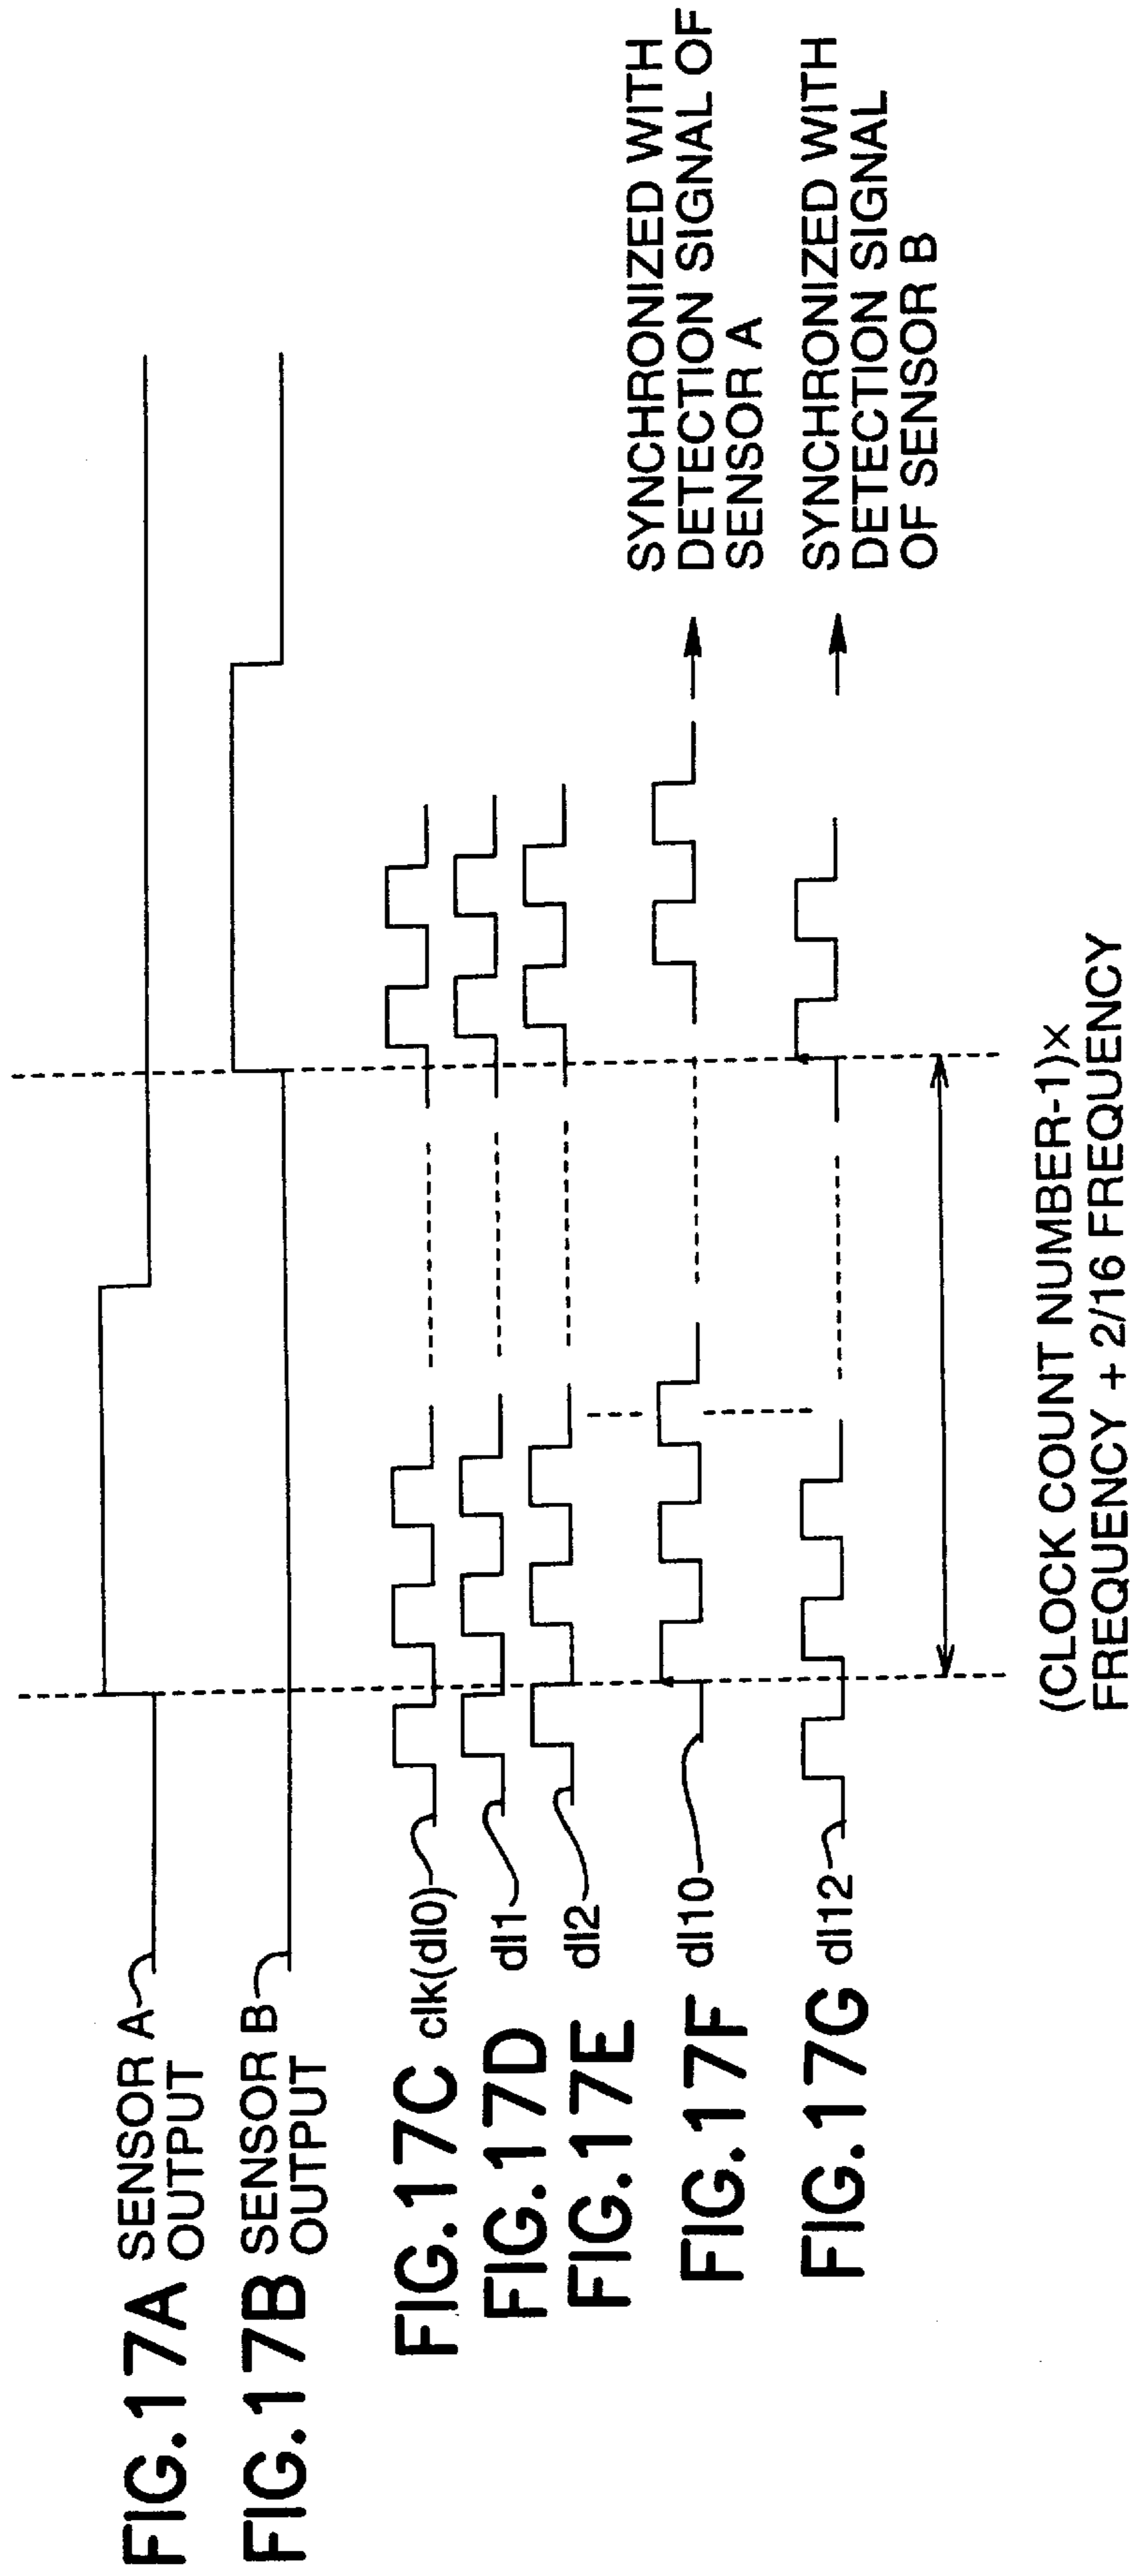 FIG.17A SENSOR A
OUTPUT
FIG.17B SENSOR B
OUTPUT
FIG.17C clk(dl0)
FIG.17D dl1
FIG.17E dl2
FIG.17F dl10
SYNCHRONIZED WITH
DETECTION SIGNAL OF
SENSOR A
FIG.17G dl12
SYNCHRONIZED WITH
DETECTION SIGNAL
OF SENSOR B
(CLOCK COUNT NUMBER-1)×
FREQUENCY + 2/16 FREQUENCY